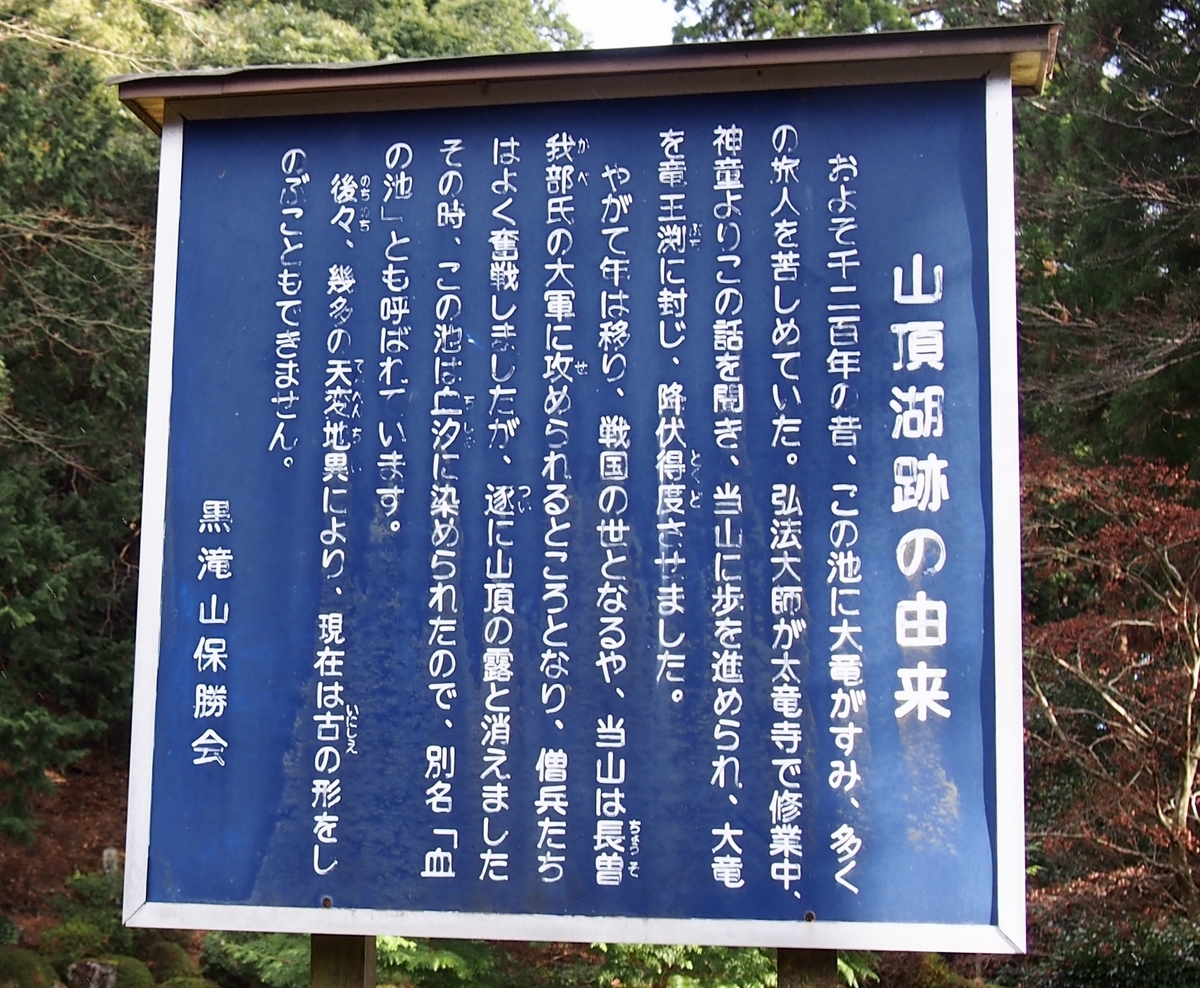 山頂湖跡の由来
およそ千二百年の昔、この池に大竜がすみ、多く
の旅人を苦しめていた。弘法大師が太竜寺で修業中、
神童よりこの話を聞き、当山に歩を進められ、大竜
を竜王渕に封じ、降伏得度させました。
やがて年は移り、戦国の世となるや、当山は長曽
我部氏の大軍に攻められるところとなり、僧兵たち
はよく奮戦しましたが、遂に山頂の露と消えました
その時、この池は血汐に染められたので、別名「血
の池」とも呼ばれています。
後々、幾多の天変地異により、現在は古の形をし
のぶこともできません。
黒滝山保勝会